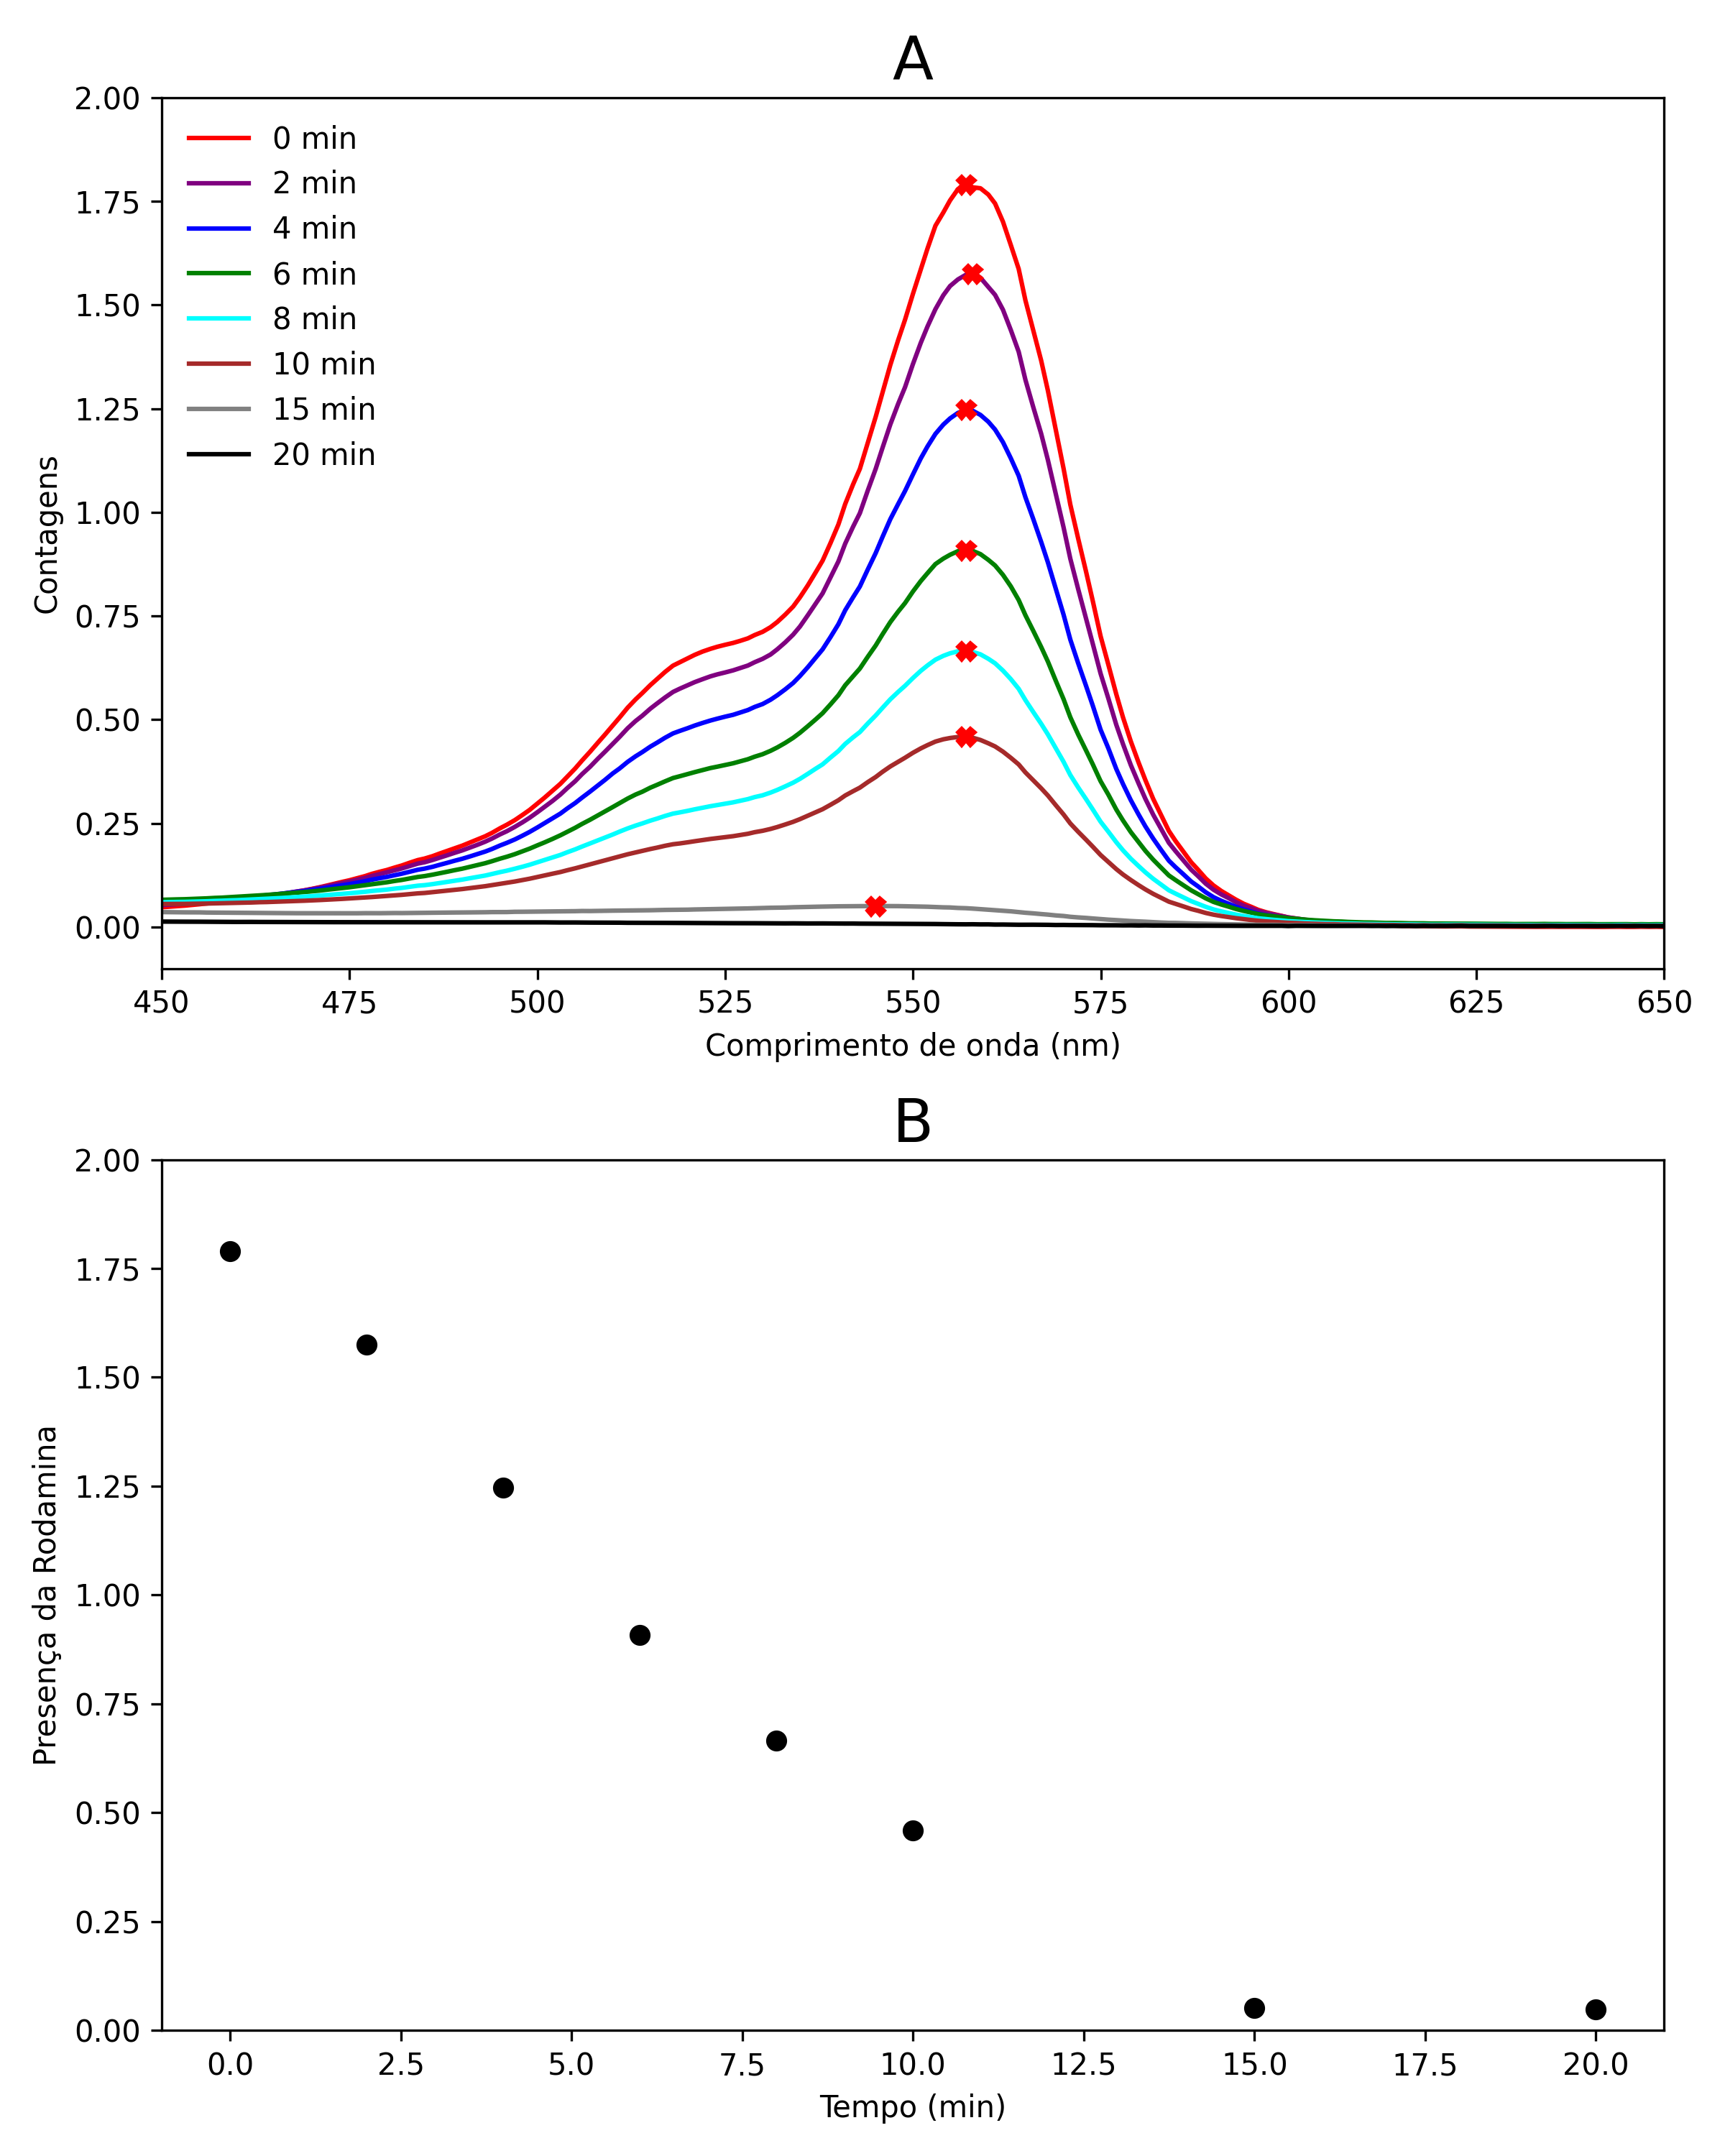 A
2.00
1.75
1.50
1.25
1.00
0.75
0.50
0.25
0.00
Contagens
0 min
2 min
4 min
6 min
8 min
10 min
15 min
20 min
450 475 500 525 550 575 600 625 650
Comprimento de onda (nm)
B
2.00
1.75
1.50
1.25
1.00
0.75
0.50
0.25
0.00
Presença da Rodamina
0.0 2.5 5.0 7.5 10.0 12.5 15.0 17.5 20.0
Tempo (min)